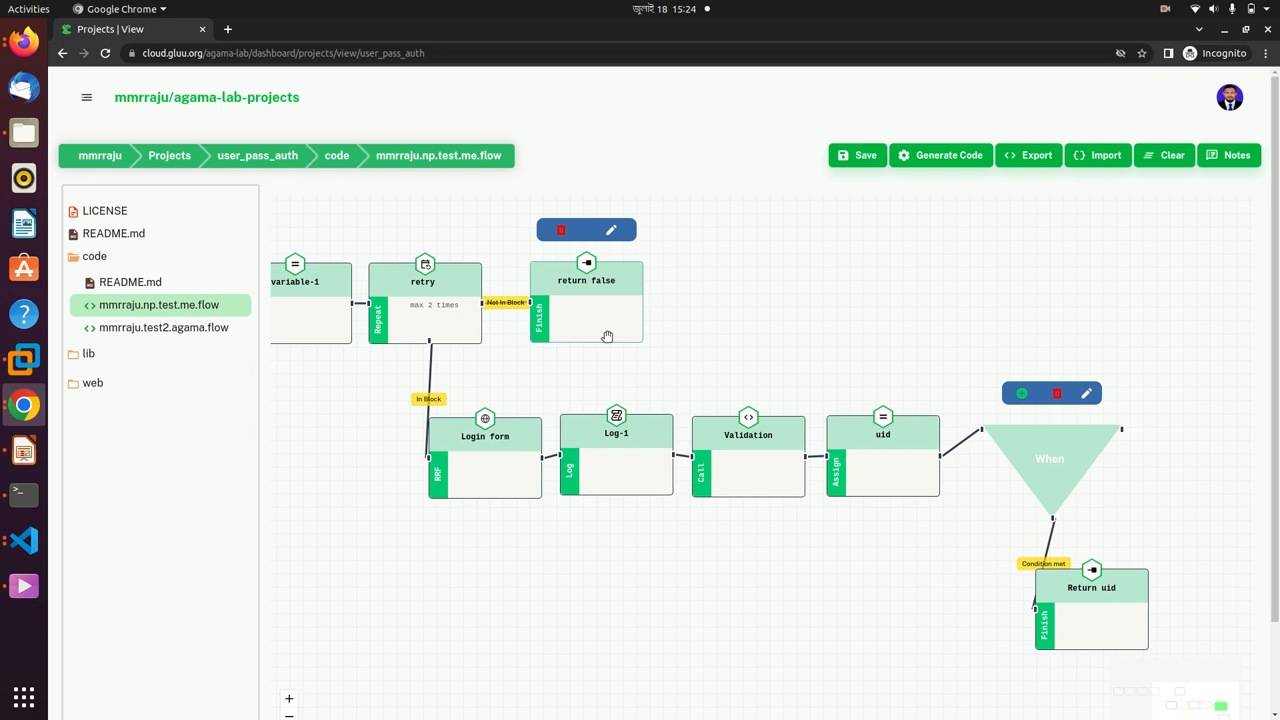 Activities
Google Chrome
जुलाई 18 15:24
Projects | View
cloud.gluu.org/agama-lab/dashboard/projects/view/user_pass_auth
Incognito
mmrraju/agama-lab-projects
mmrraju
Projects
user_pass_auth
code
mmrraju.np.test.me.flow
Save
Generate Code
Export
Import
Clear
Notes
LICENSE
README.md
code
README.md
mmrraju.np.test.me.flow
mmrraju.test2.agama.flow
lib
web
variable-1
retry
max 2 times
Repeat
Not In Block
return false
Finish
In Block
Login form
RRF
Log-1
Log
Validation
Call
uid
Assign
When
Condition met
Return uid
Finish